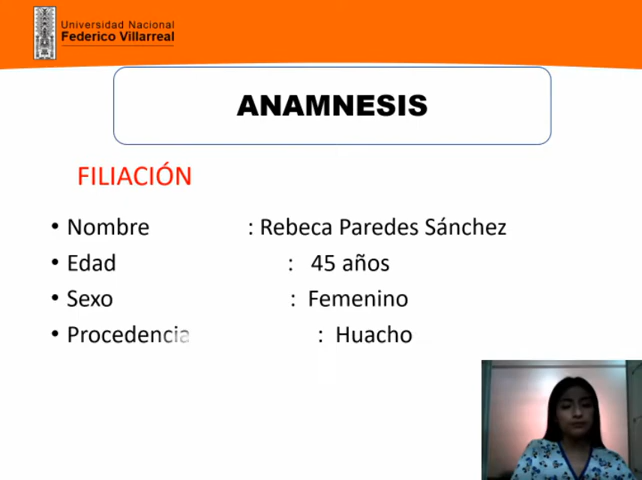 Universidad Nacional
Federico Villarreal
ANAMNESIS
FILIACIÓN
• Nombre : Rebeca Paredes Sánchez
• Edad : 45 años
• Sexo : Femenino
• Procedencia : Huacho